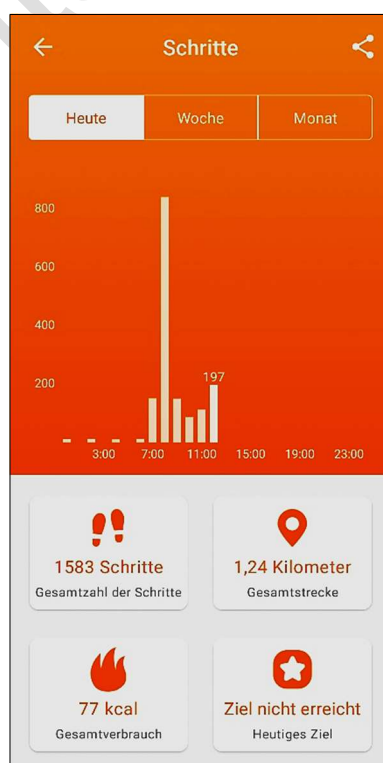 Schritte
Heute Woche Monat
800
600
400
200
197
3:00 7:00 11:00 15:00 19:00 23:00
1583 Schritte
Gesamtzahl der Schritte
1,24 Kilometer
Gesamtstrecke
77 kcal
Gesamtverbrauch
Ziel nicht erreicht
Heutiges Ziel